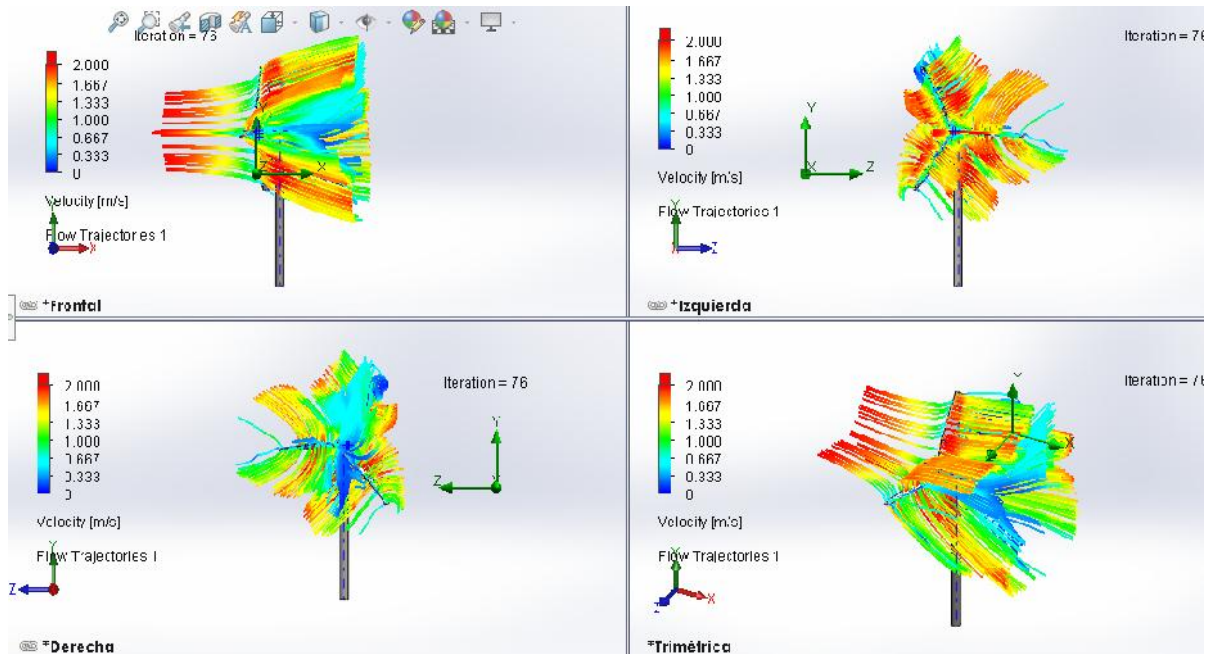 Iteration = 76
2.000
1.667
1.333
1.000
0.667
0.333
0
Velocity [m/s]
Flow Trajectories 1
Y
X
Z
Y
X
*Frontal
Iteration = 76
2.000
1.667
1.333
1.000
0.667
0.333
0
Velocity [m/s]
Flow Trajectories 1
Y
Z
X
Y
Z
X
*Izquierda
Iteration = 76
2.000
1.667
1.333
1.000
0.667
0.333
Velocity [m/s]
Flow Trajectories 1
Y
Z
Z
*Derecha
Iteration = 76
2.000
1.667
1.333
1.000
0.667
0.333
0
Velocity [m/s]
Flow Trajectories 1
X
X
Z
*Trimétrica